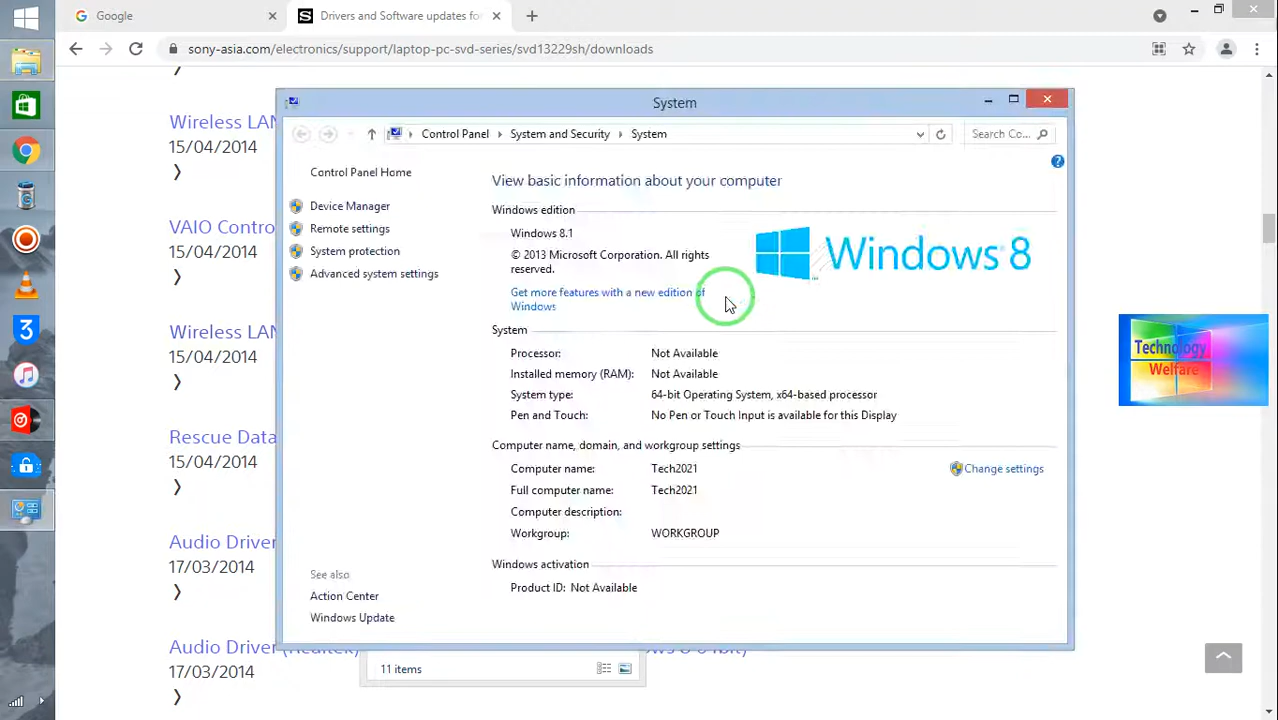 Google
Drivers and Software updates for
sony-asia.com/electronics/support/laptop-pc-svd-series/svd13229sh/downloads
Wireless LAN
15/04/2014
VAIO Contro
15/04/2014
Wireless LAN
15/04/2014
Rescue Data
15/04/2014
Audio Driver
17/03/2014
Audio Driver (Realtek)
17/03/2014
System
Control Panel
System and Security
System
Search Co...
Control Panel Home
Device Manager
Remote settings
System protection
Advanced system settings
See also
Action Center
Windows Update
View basic information about your computer
Windows edition
Windows 8.1
© 2013 Microsoft Corporation. All rights
reserved.
Get more features with a new edition of
Windows
Windows 8
System
Processor: Not Available
Installed memory (RAM): Not Available
System type: 64-bit Operating System, x64-based processor
Pen and Touch: No Pen or Touch Input is available for this Display
Computer name, domain, and workgroup settings
Computer name: Tech2021
Change settings
Full computer name: Tech2021
Computer description:
Workgroup: WORKGROUP
Windows activation
Product ID: Not Available
11 items
Technology
Welfare